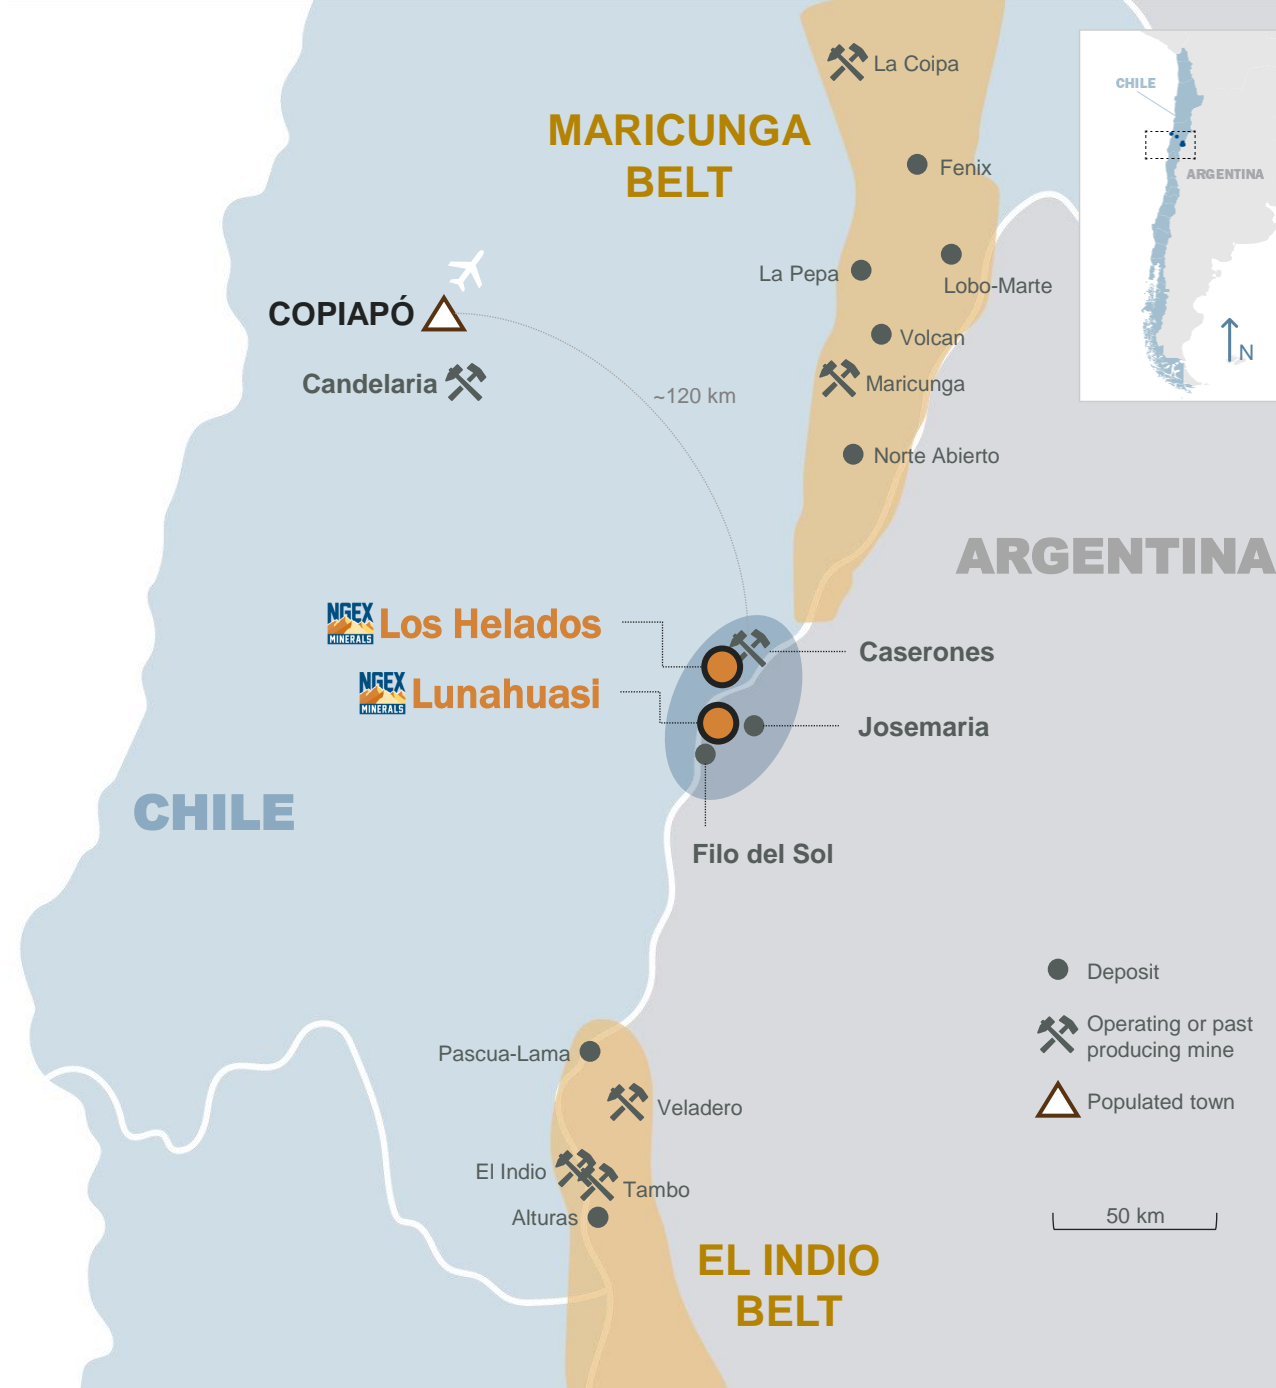 La Coipa
MARICUNGA
BELT
Fenix
CHILE
ARGENTINA
N
La Pepa
Lobo-Marte
COPIAPÓ
Volcan
Candelaria
Maricunga
~120 km
Norte Abierto
ARGENTINA
NGEX
MINERALS
Los Helados
Caserones
NGEX
MINERALS
Lunahuasi
Josemaria
CHILE
Filo del Sol
Deposit
Operating or past
producing mine
Pascua-Lama
Veladero
Populated town
El Indio
Tambo
Alturas
50 km
EL INDIO
BELT